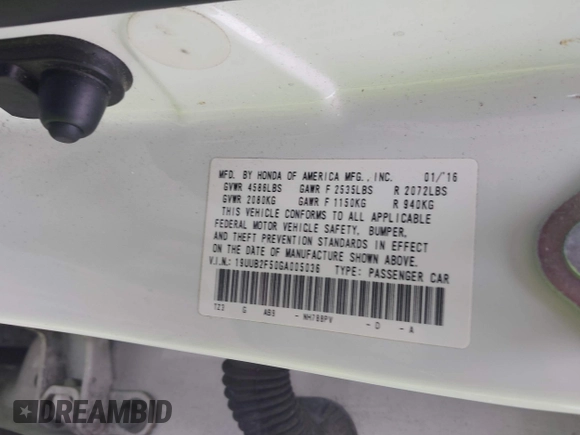 MFD. BY HONDA OF AMERICA MFG., INC. 01/'16
GVWR 4586LBS GAWR F 2535LBS R 2072LBS
GVWR 2080KG GAWR F 1150KG R 940KG
THIS VEHICLE CONFORMS TO ALL APPLICABLE
FEDERAL MOTOR VEHICLE SAFETY, BUMPER,
AND THEFT PREVENTION STANDARDS IN EFFECT
ON THE DATE OF MANUFACTURE SHOWN ABOVE.
V.I.N.: 19UUB2F50GA005036 TYPE: PASSENGER CAR
TZ3 G AB8 - NH788PV - D - A
DREAMBID